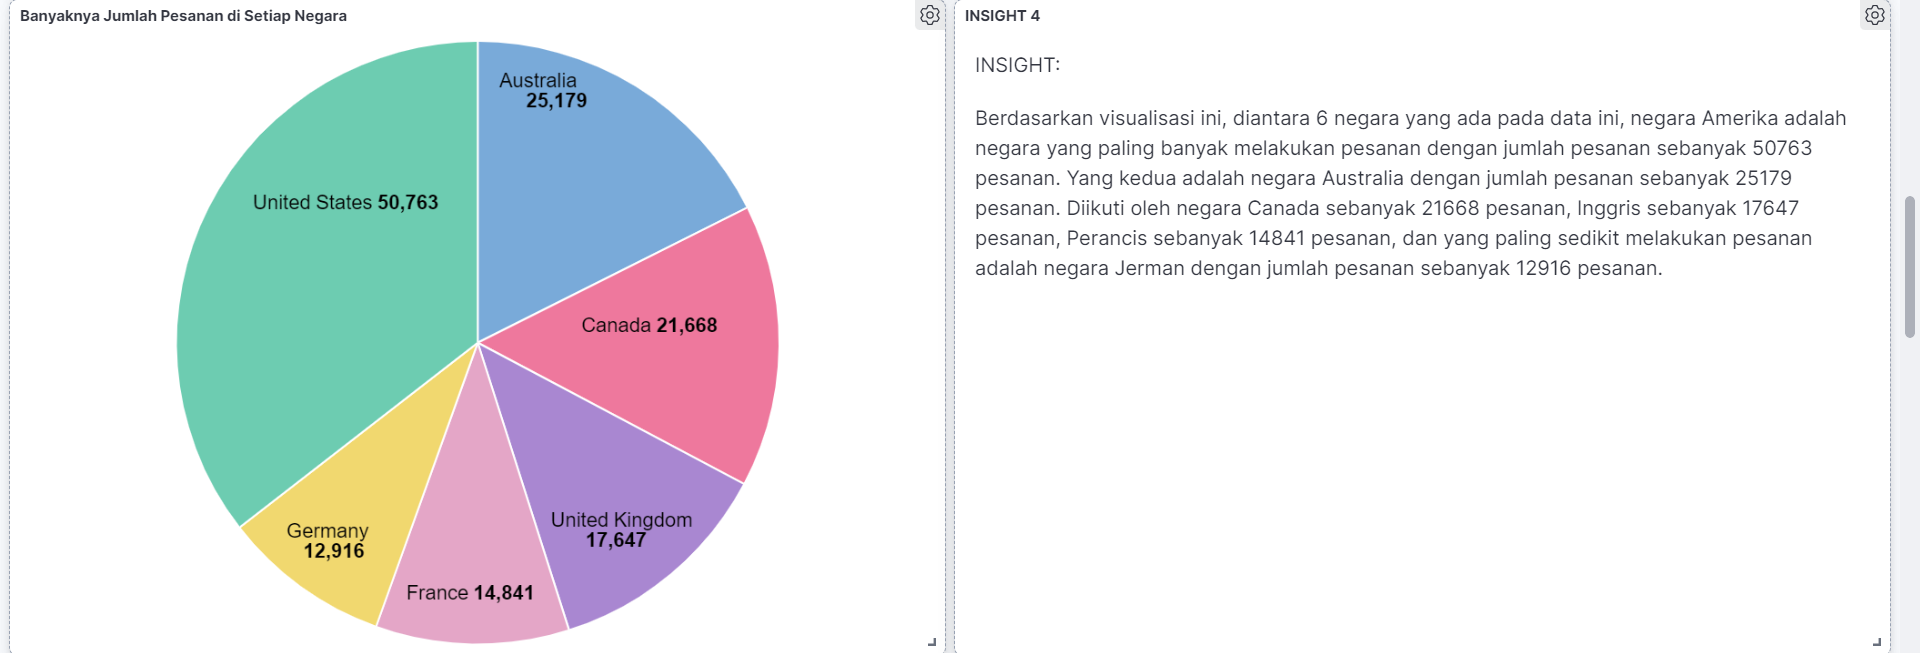 Banyaknya Jumlah Pesanan di Setiap Negara
Australia
25,179
United States 50,763
Canada 21,668
United Kingdom
17,647
Germany
12,916
France 14,841
INSIGHT 4
INSIGHT:
Berdasarkan visualisasi ini, diantara 6 negara yang ada pada data ini, negara Amerika adalah
negara yang paling banyak melakukan pesanan dengan jumlah pesanan sebanyak 50763
pesanan. Yang kedua adalah negara Australia dengan jumlah pesanan sebanyak 25179
pesanan. Diikuti oleh negara Canada sebanyak 21668 pesanan, Inggris sebanyak 17647
pesanan, Perancis sebanyak 14841 pesanan, dan yang paling sedikit melakukan pesanan
adalah negara Jerman dengan jumlah pesanan sebanyak 12916 pesanan.